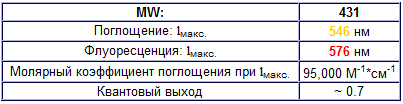 MW: 431
Поглощение: lмакс. 546 нм
Флуоресценция: lмакс. 576 нм
Молярный коэффициент поглощения при lмакс. 95,000 М⁻¹*см⁻¹
Квантовый выход ~ 0.7